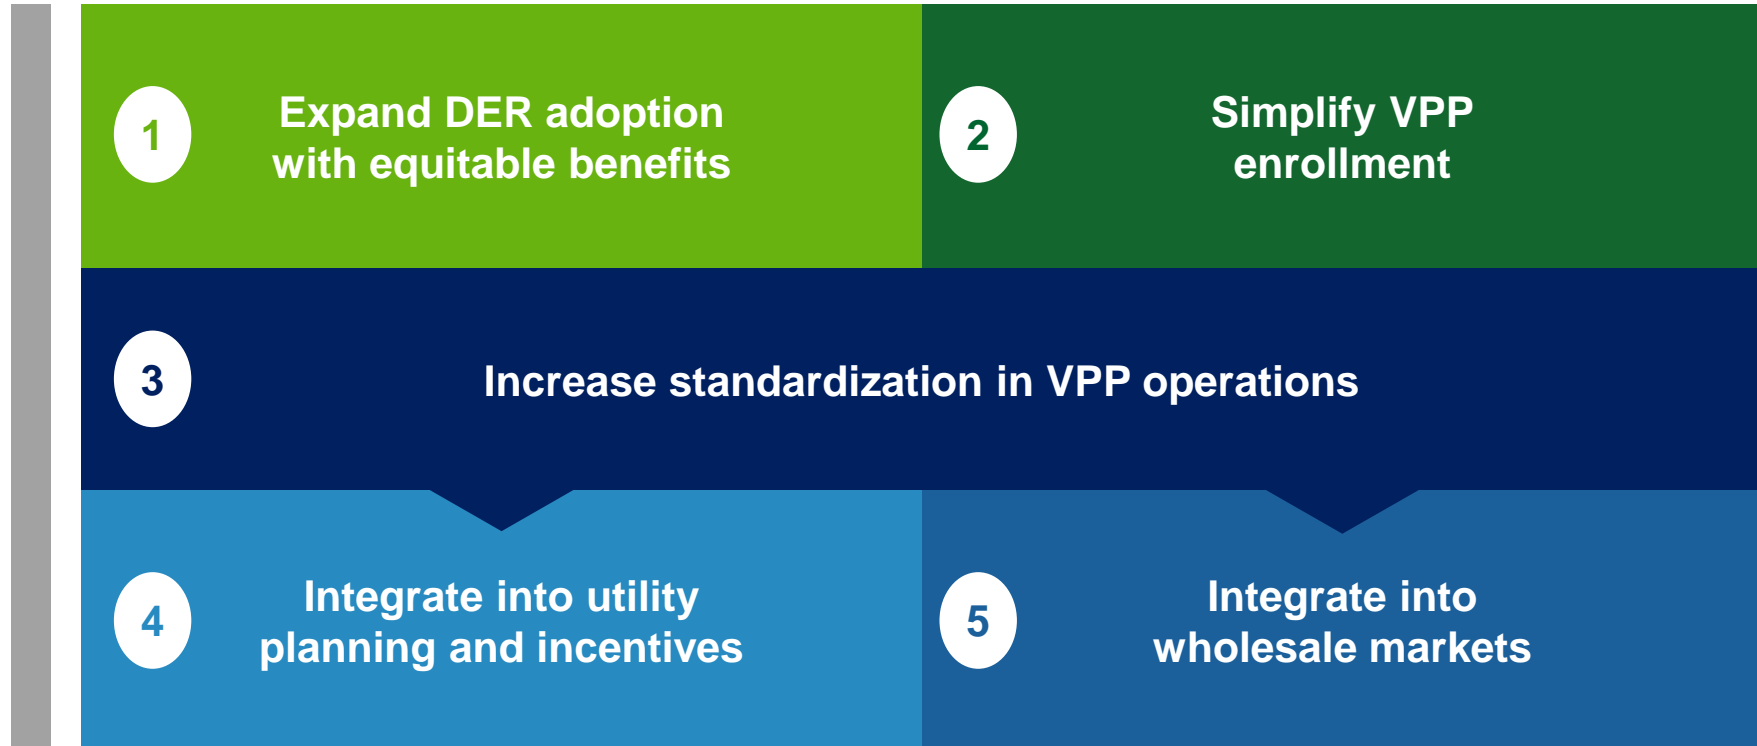 1
Expand DER adoption
with equitable benefits
2
Simplify VPP
enrollment
3
Increase standardization in VPP operations
4
Integrate into utility
planning and incentives
5
Integrate into
wholesale markets